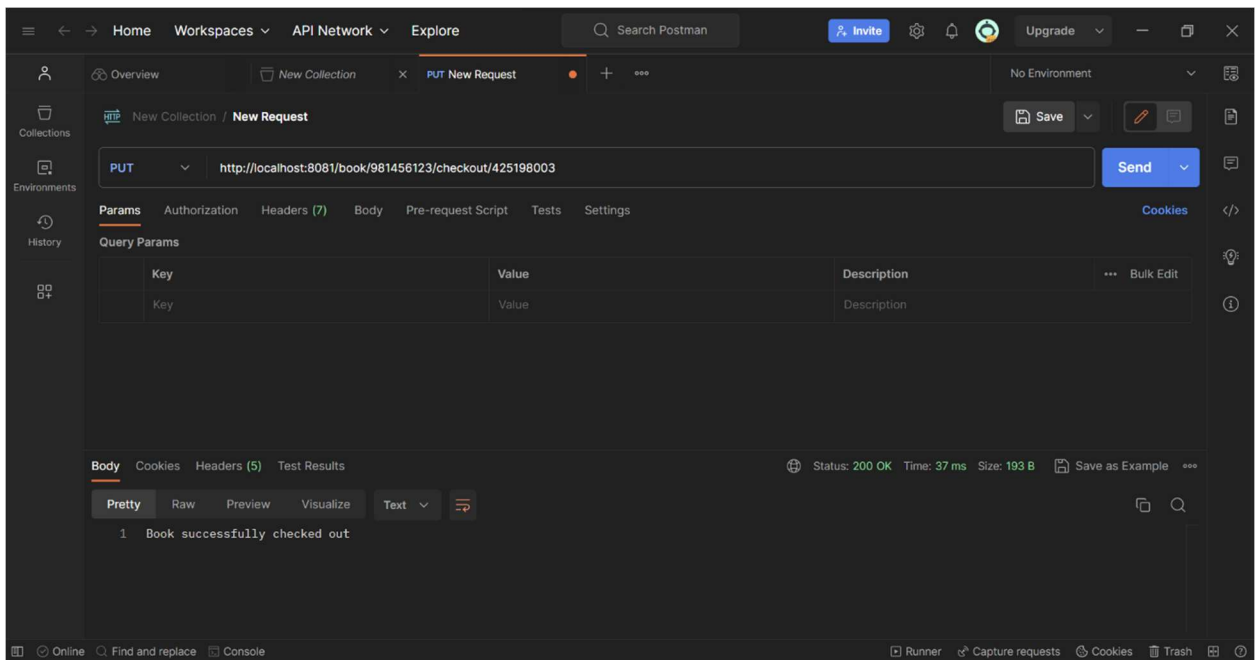 Home Workspaces API Network Explore Search Postman Invite Upgrade
Overview New Collection PUT New Request No Environment
New Collection / New Request Save
Collections
PUT http://localhost:8081/book/981456123/checkout/425198003 Send
Environments
Params Authorization Headers (7) Body Pre-request Script Tests Settings Cookies
History
Query Params
Key Value Description Bulk Edit
Key Value Description
Body Cookies Headers (5) Test Results Status: 200 OK Time: 37 ms Size: 193 B Save as Example
Pretty Raw Preview Visualize Text
1 Book successfully checked out
Online Find and replace Console Runner Capture requests Cookies Trash